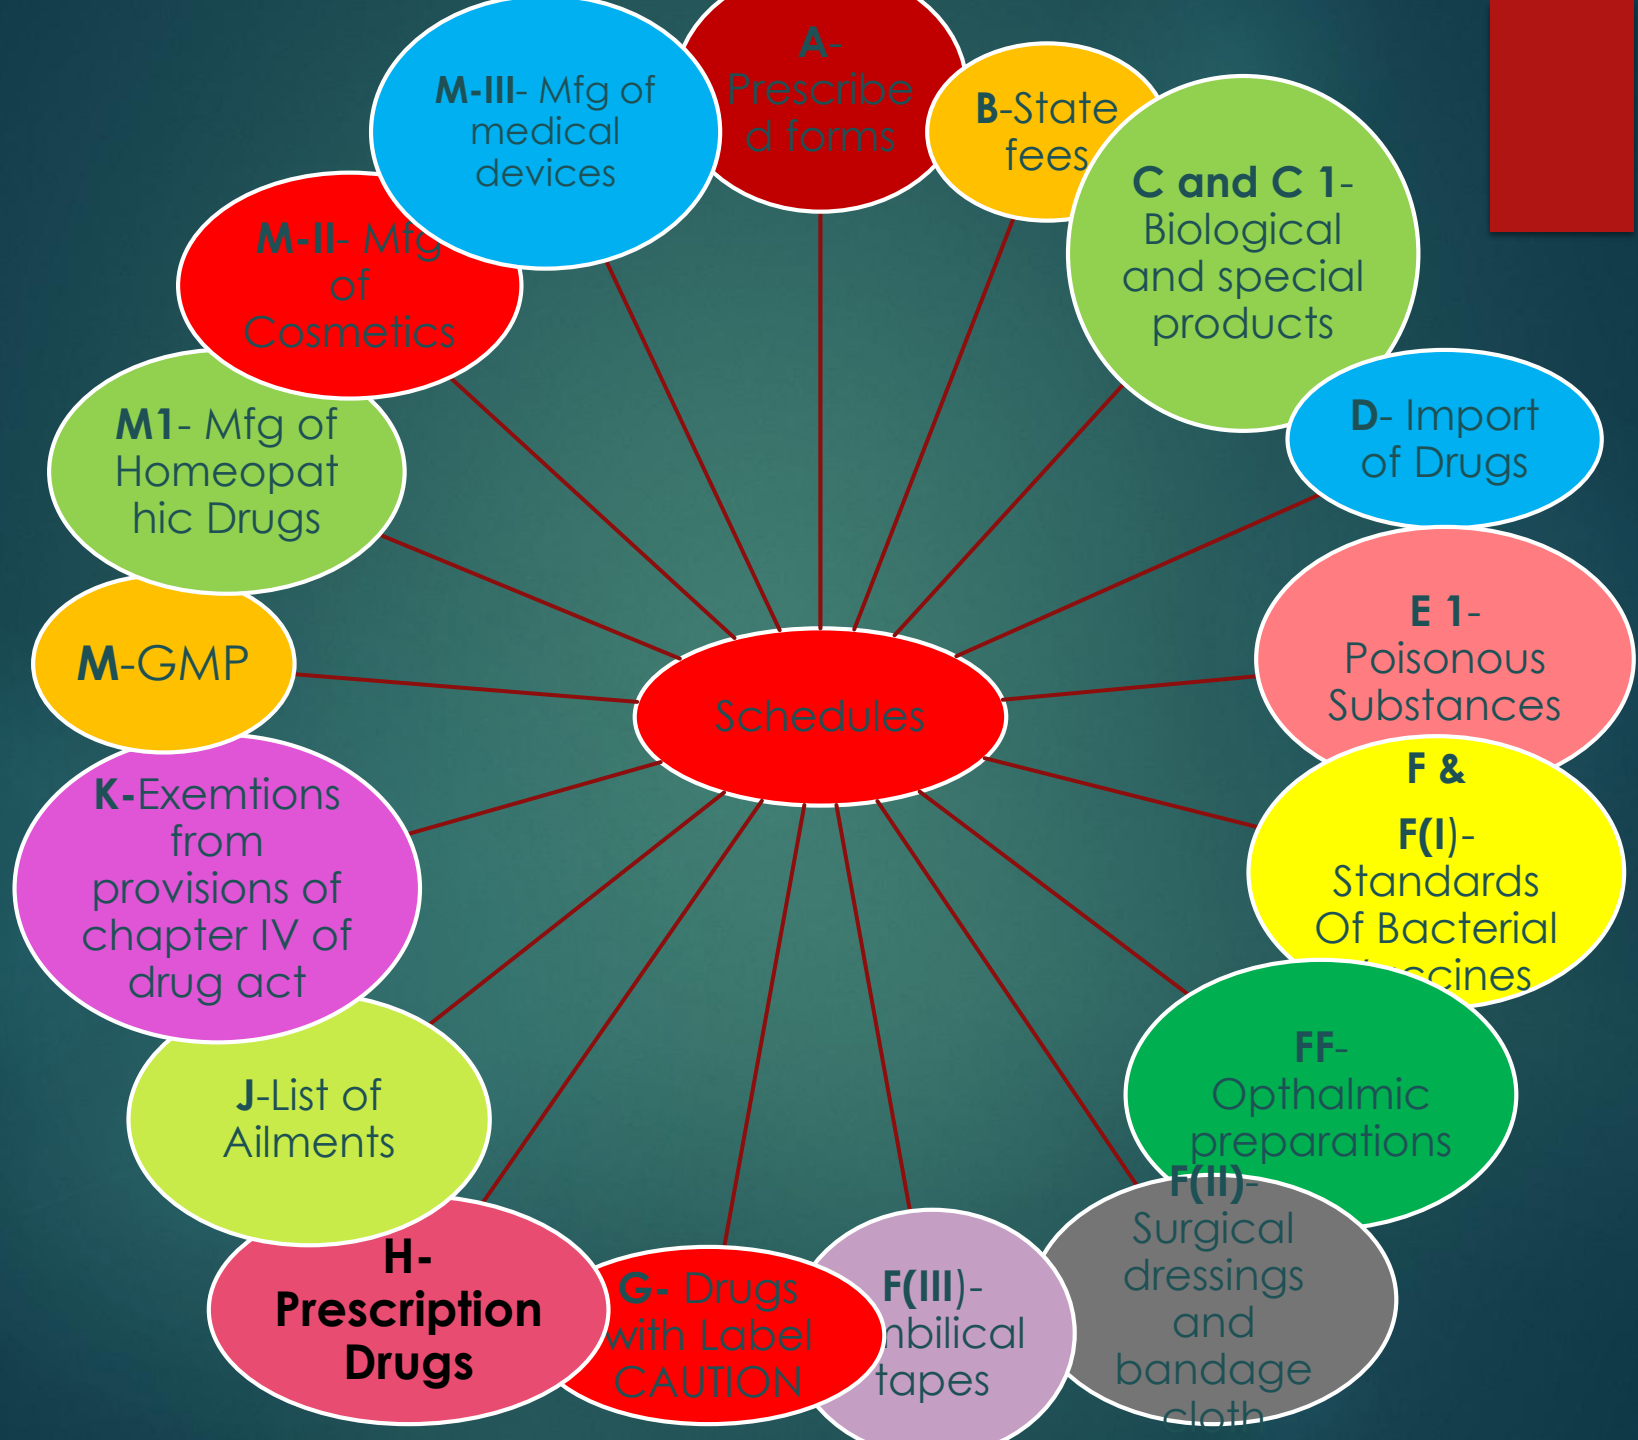 A-
Prescribe
d forms
B-State
fees
C and C 1-
Biological
and special
products
D- Import
of Drugs
E 1-
Poisonous
Substances
F &
F(I)-
Standards
Of Bacterial
FF-
Opthalmic
preparations
F(II)-
Surgical
dressings
and
bandage
cloth
F(III)-
tapes
G- Drugs
with Label
CAUTION
H-
Prescription
Drugs
J-List of
Ailments
K-Exemtions
from
provisions of
chapter IV of
drug act
M-GMP
M1- Mfg of
Homeopat
hic Drugs
M-II- Mfg
of
Cosmetics
M-III- Mfg of
medical
devices
Schedules